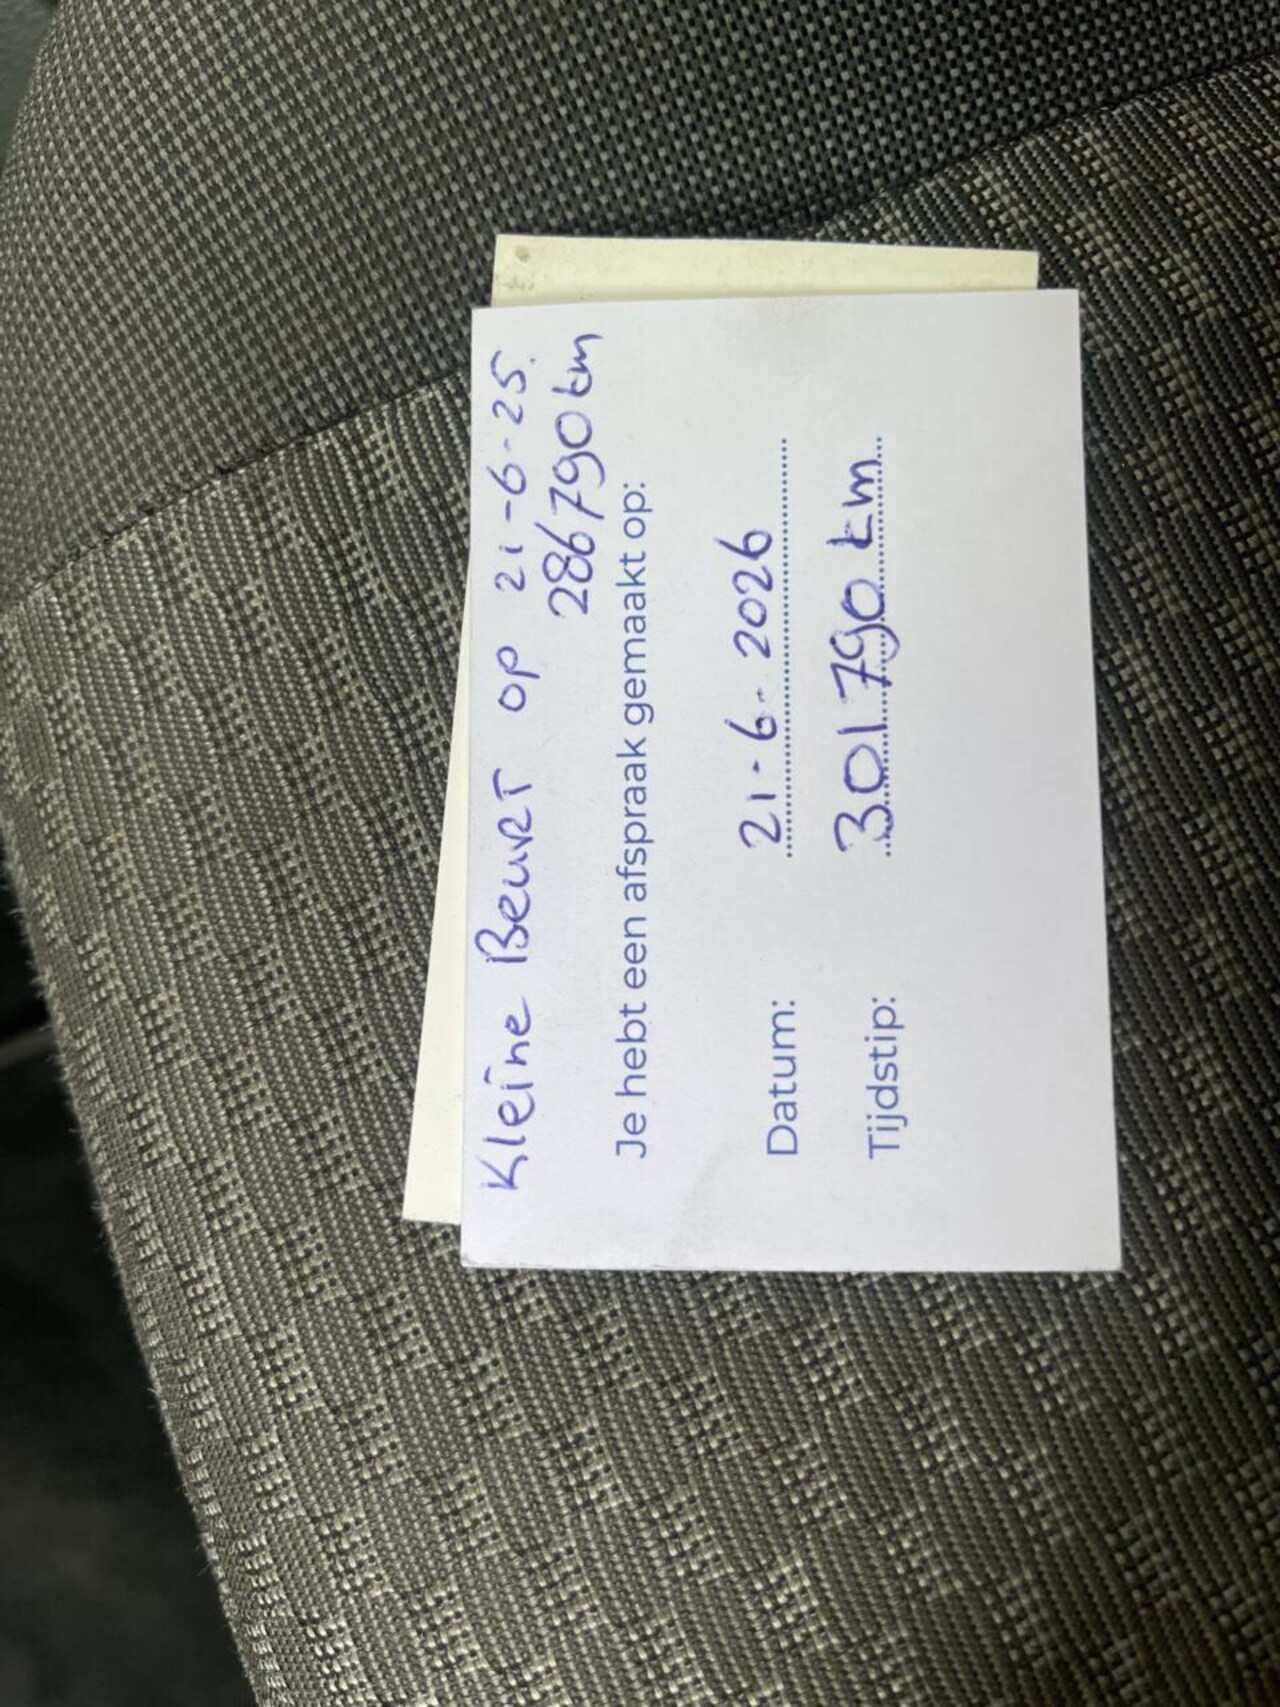 Kleine Beurt op 21-6-25.
286790 km
Je hebt een afspraak gemaakt op:
Datum: 21-6-2026
Tijdstip: 301790 km